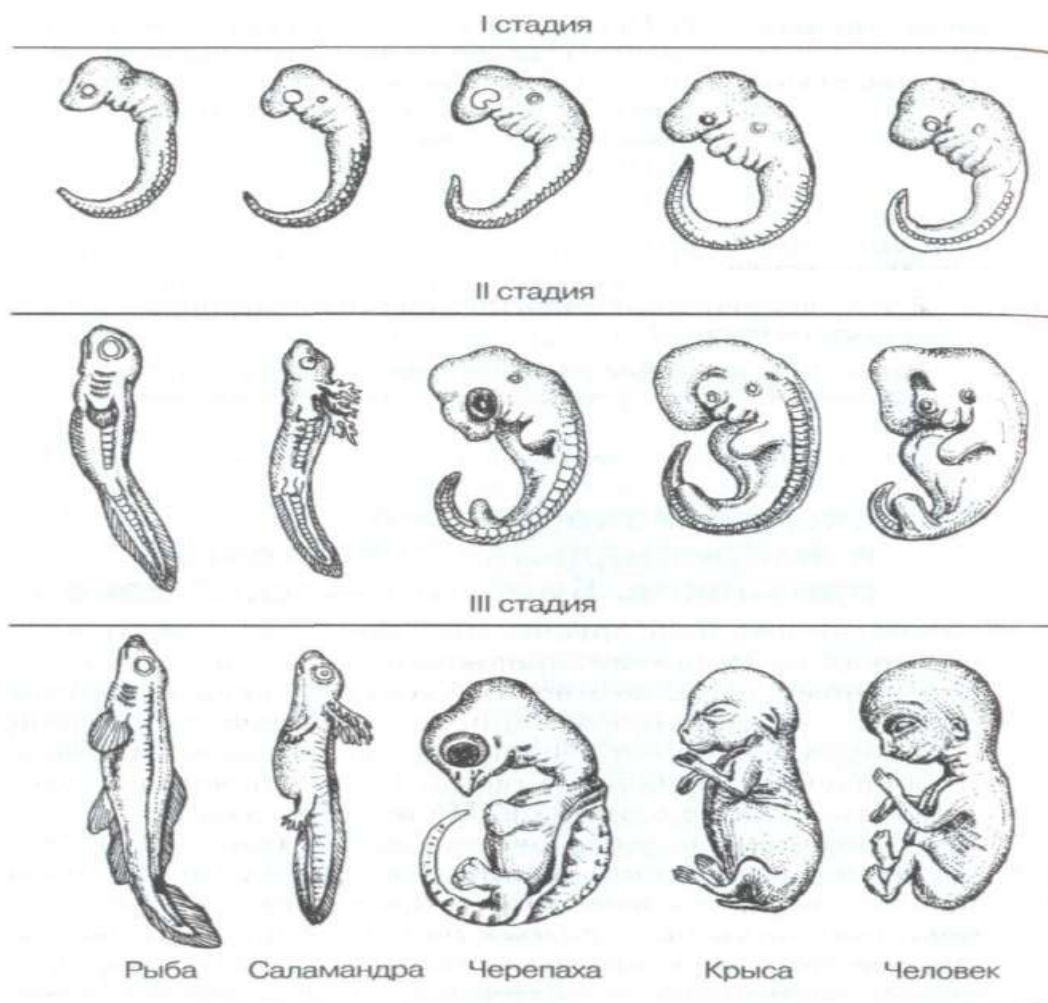 I стадия
II стадия
III стадия
Рыба Саламандра Черепаха Крыса Человек